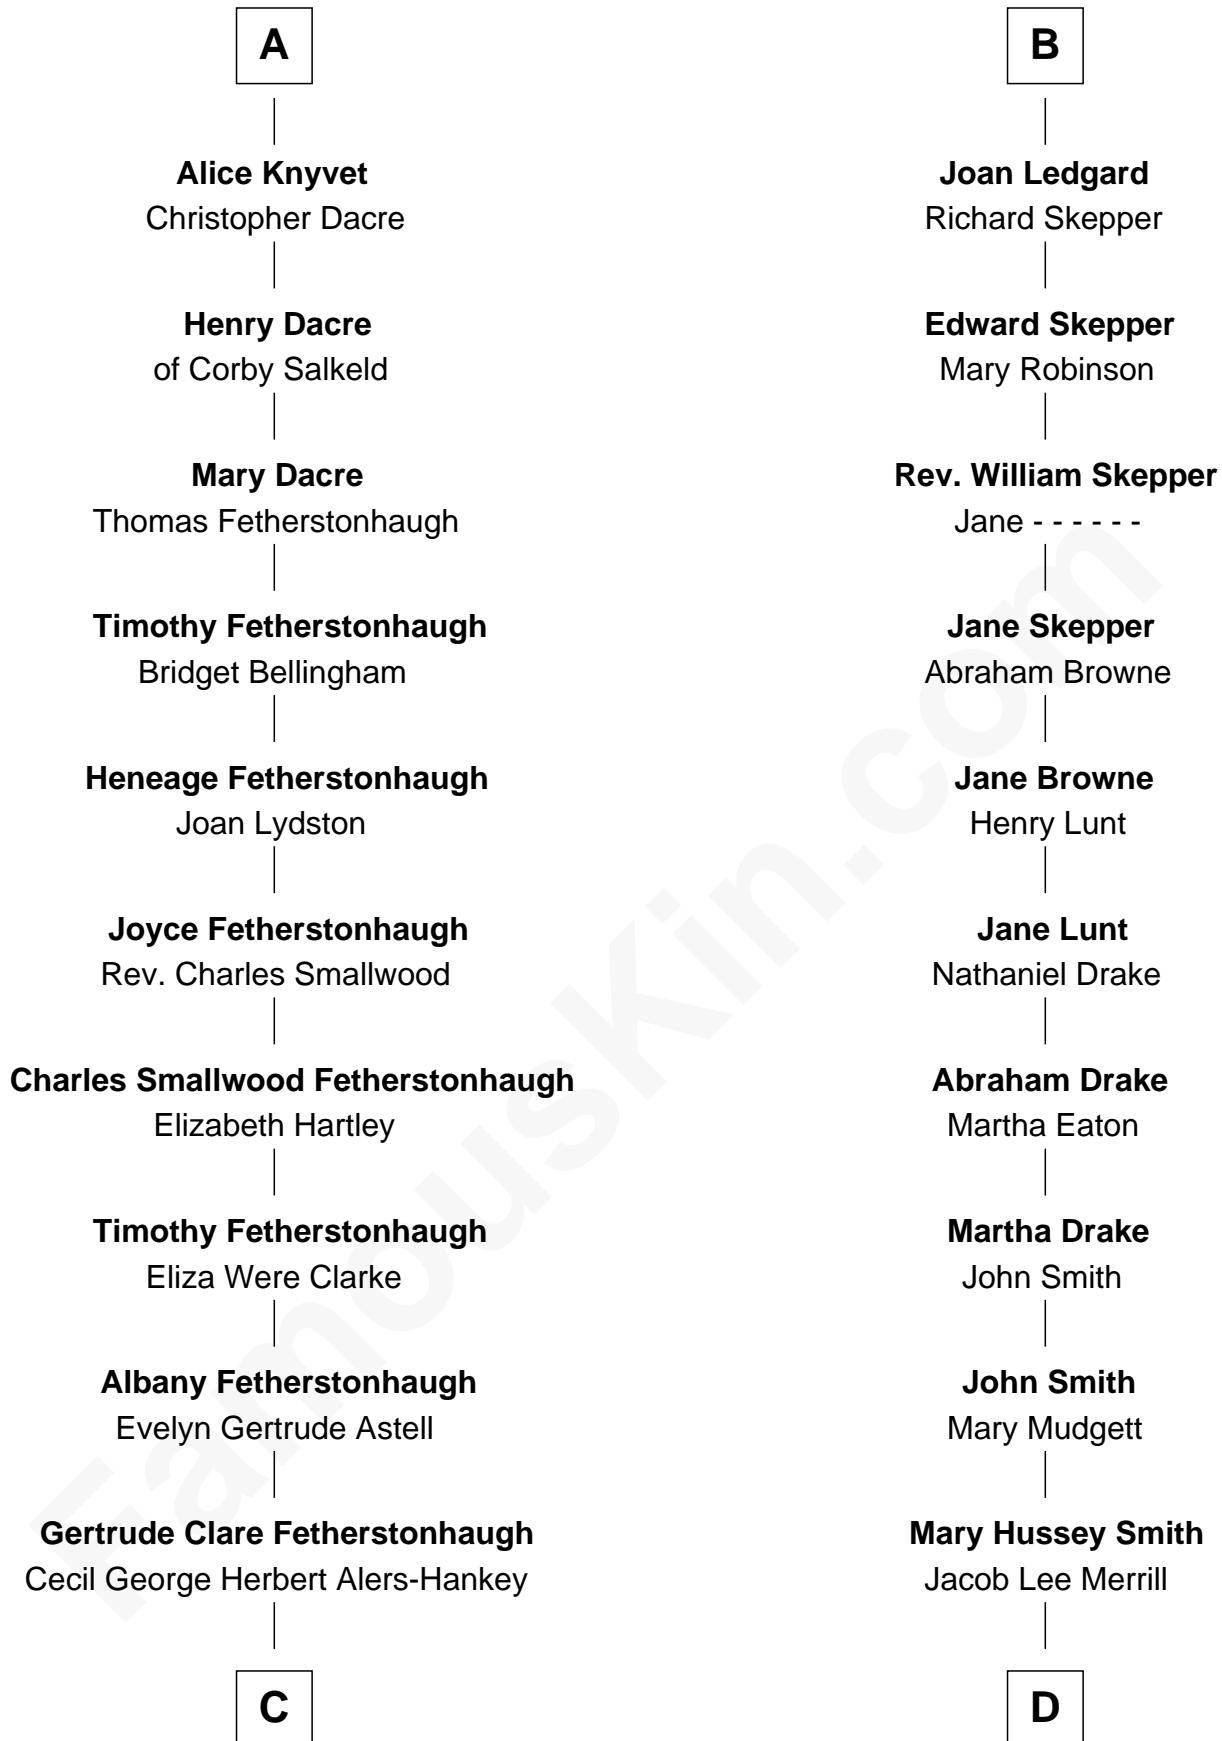 A
Alice Knyvet
Christopher Dacre
Henry Dacre
of Corby Salkeld
Mary Dacre
Thomas Fetherstonhaugh
Timothy Fetherstonhaugh
Bridget Bellingham
Heneage Fetherstonhaugh
Joan Lydston
Joyce Fetherstonhaugh
Rev. Charles Smallwood
Charles Smallwood Fetherstonhaugh
Elizabeth Hartley
Timothy Fetherstonhaugh
Eliza Were Clarke
Albany Fetherstonhaugh
Evelyn Gertrude Astell
Gertrude Clare Fetherstonhaugh
Cecil George Herbert Alers-Hankey
C
B
Joan Ledgard
Richard Skepper
Edward Skepper
Mary Robinson
Rev. William Skepper
Jane - - - - - -
Jane Skepper
Abraham Browne
Jane Browne
Henry Lunt
Jane Lunt
Nathaniel Drake
Abraham Drake
Martha Eaton
Martha Drake
John Smith
John Smith
Mary Mudgett
Mary Hussey Smith
Jacob Lee Merrill
D
FamousKin.com